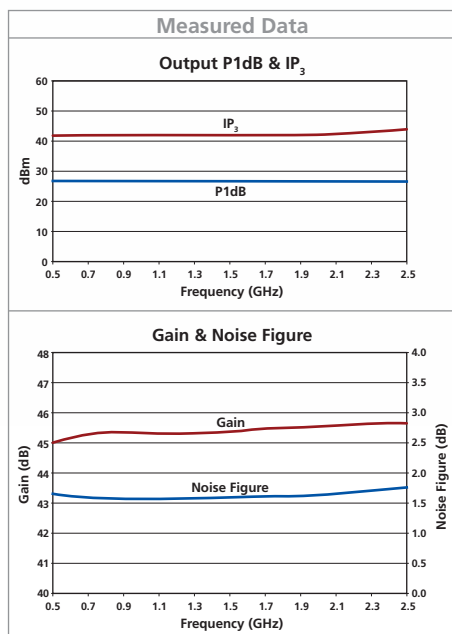 Measured Data
Output P1dB & IP3
60
50
40
30
20
10
0
dBm
IP3
P1dB
0.5 0.7 0.9 1.1 1.3 1.5 1.7 1.9 2.1 2.3 2.5
Frequency (GHz)
Gain & Noise Figure
48
47
46
45
44
43
42
41
40
Gain (dB)
Gain
Noise Figure
4.0
3.5
3.0
2.5
2.0
1.5
1.0
0.5
0.0
Noise Figure (dB)
0.5 0.7 0.9 1.1 1.3 1.5 1.7 1.9 2.1 2.3 2.5
Frequency (GHz)